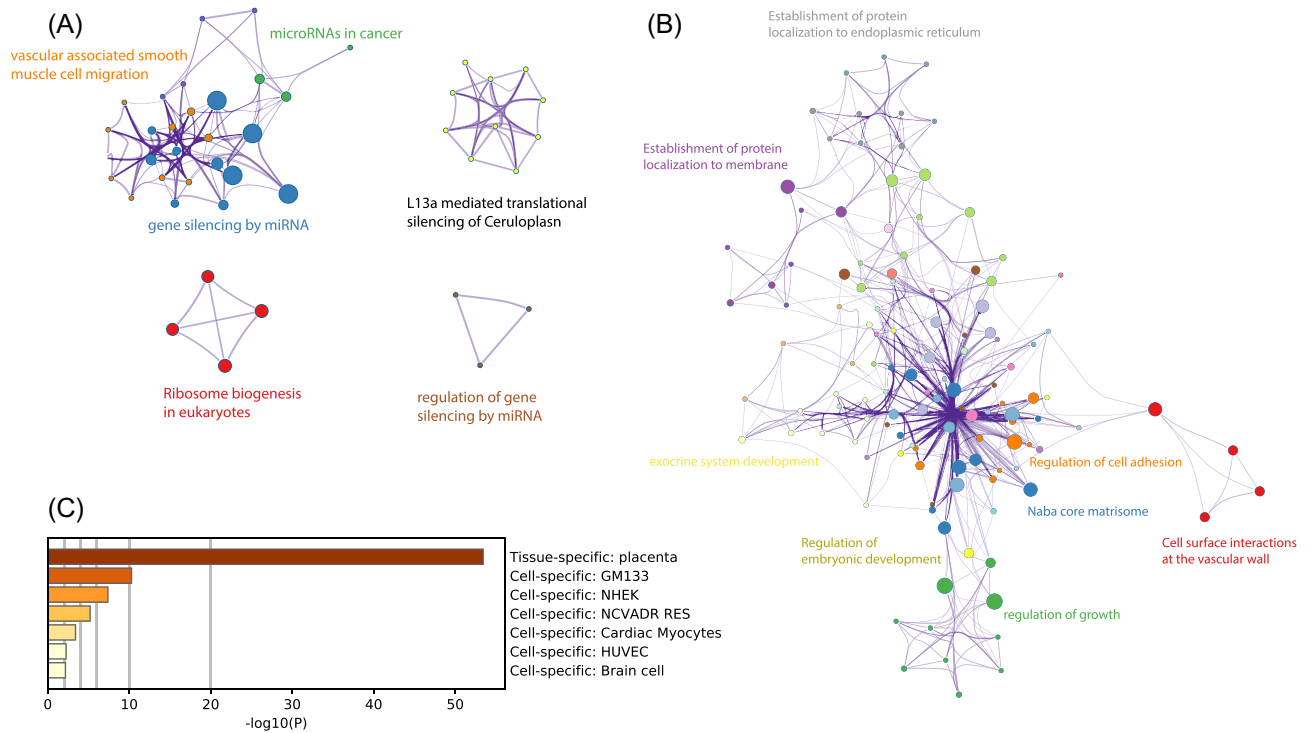 (A)
microRNAs in cancer
vascular associated smooth
muscle cell migration
gene silencing by miRNA
L13a mediated translational
silencing of Ceruloplasn
Ribosome biogenesis
in eukaryotes
regulation of gene
silencing by miRNA
(B)
Establishment of protein
localization to endoplasmic reticulum
Establishment of protein
localization to membrane
exocrine system development
Regulation of cell adhesion
Naba core matrisome
Regulation of
embryonic development
Cell surface interactions
at the vascular wall
regulation of growth
(C)
Tissue-specific: placenta
Cell-specific: GM133
Cell-specific: NHEK
Cell-specific: NCVADR RES
Cell-specific: Cardiac Myocytes
Cell-specific: HUVEC
Cell-specific: Brain cell
0 10 20 30 40 50
-log10(P)